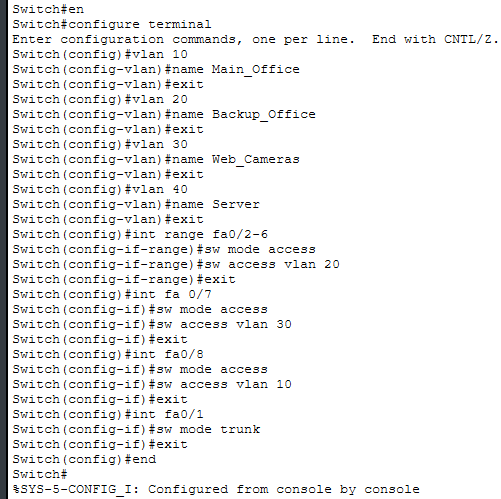 Switch#en
Switch#configure terminal
Enter configuration commands, one per line.  End with CNTL/Z.
Switch(config)#vlan 10
Switch(config-vlan)#name Main_Office
Switch(config-vlan)#exit
Switch(config)#vlan 20
Switch(config-vlan)#name Backup_Office
Switch(config-vlan)#exit
Switch(config)#vlan 30
Switch(config-vlan)#name Web_Cameras
Switch(config-vlan)#exit
Switch(config)#vlan 40
Switch(config-vlan)#name Server
Switch(config-vlan)#exit
Switch(config)#int range fa0/2-6
Switch(config-if-range)#sw mode access
Switch(config-if-range)#sw access vlan 20
Switch(config-if-range)#exit
Switch(config)#int fa 0/7
Switch(config-if)#sw mode access
Switch(config-if)#sw access vlan 30
Switch(config-if)#exit
Switch(config)#int fa0/8
Switch(config-if)#sw mode access
Switch(config-if)#sw access vlan 10
Switch(config-if)#exit
Switch(config)#int fa0/1
Switch(config-if)#sw mode trunk
Switch(config-if)#exit
Switch(config)#end
Switch#
%SYS-5-CONFIG_I: Configured from console by console